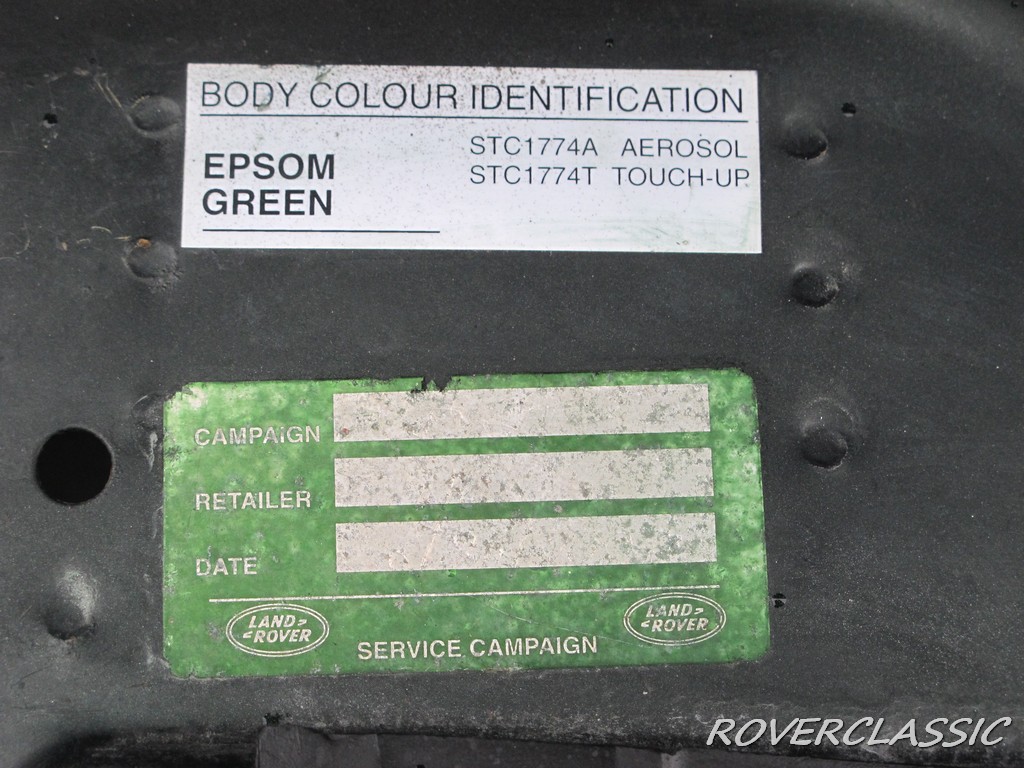 BODY COLOUR IDENTIFICATION
EPSOM
GREEN
STC1774A AEROSOL
STC1774T TOUCH-UP
CAMPAIGN
RETAILER
DATE
LAND
ROVER
SERVICE CAMPAIGN
LAND
ROVER
ROVERCLASSIC